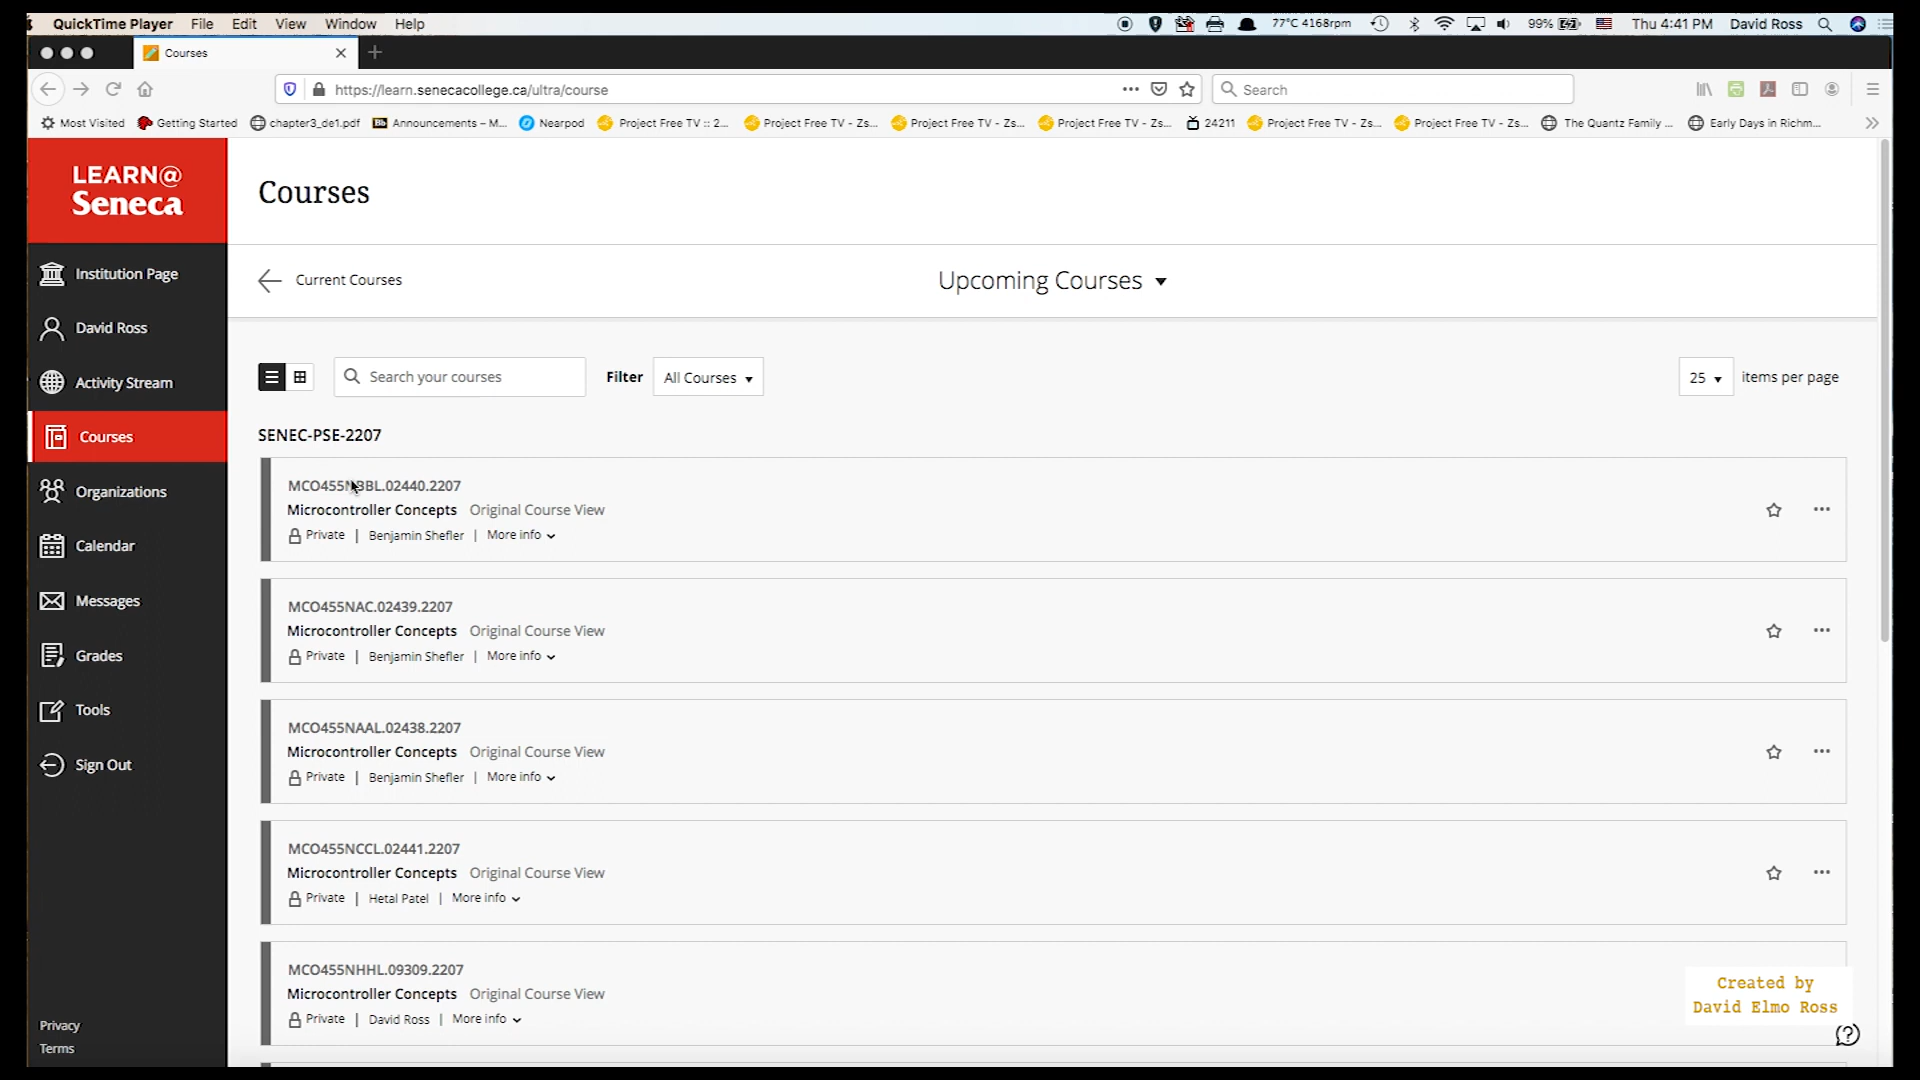 QuickTime Player File Edit View Window Help 77°C 4168rpm 99% Thu 4:41 PM David Ross
Courses
https://learn.senecacollege.ca/ultra/course Search
Most Visited Getting Started chapter3_de1.pdf Bb Announcements – M... Nearpod Project Free TV :: 2... Project Free TV - Zs... Project Free TV - Zs... Project Free TV - Zs... 24211 Project Free TV - Zs... Project Free TV - Zs... The Quantz Family ... Early Days in Richm...
LEARN@
Seneca
Courses
Institution Page
David Ross
Activity Stream
Courses
Organizations
Calendar
Messages
Grades
Tools
Sign Out
Privacy
Terms
Current Courses
Upcoming Courses
Search your courses Filter All Courses 25 items per page
SENEC-PSE-2207
MCO455NBBL.02440.2207
Microcontroller Concepts Original Course View
Private | Benjamin Shefler | More info
MCO455NAC.02439.2207
Microcontroller Concepts Original Course View
Private | Benjamin Shefler | More info
MCO455NAAL.02438.2207
Microcontroller Concepts Original Course View
Private | Benjamin Shefler | More info
MCO455NCCL.02441.2207
Microcontroller Concepts Original Course View
Private | Hetal Patel | More info
MCO455NHHL.09309.2207
Microcontroller Concepts Original Course View
Private | David Ross | More info
Created by
David Elmo Ross